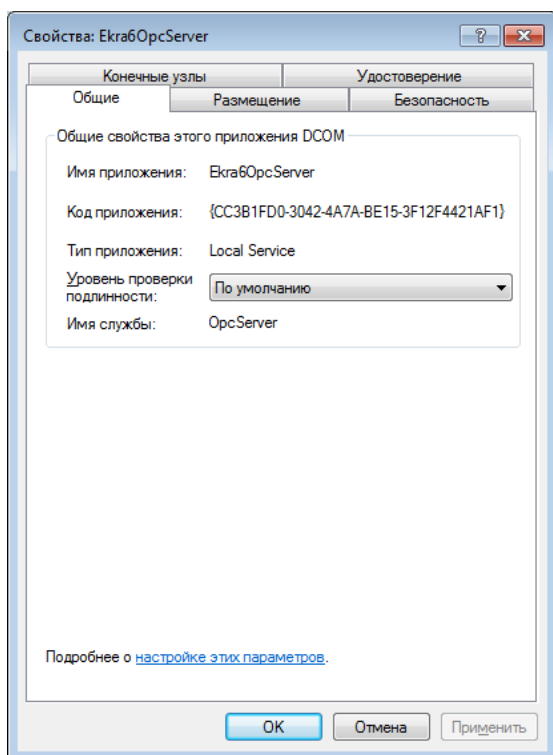 Свойства: Ekra6OpcServer
Конечные узлы
Удостоверение
Общие
Размещение
Безопасность
Общие свойства этого приложения DCOM
Имя приложения: Ekra6OpcServer
Код приложения: {CC3B1FD0-3042-4A7A-BE15-3F12F4421AF1}
Тип приложения: Local Service
Уровень проверки
подлинности: По умолчанию
Имя службы: OpcServer
Подробнее о настройке этих параметров.
ОК
Отмена
Применить